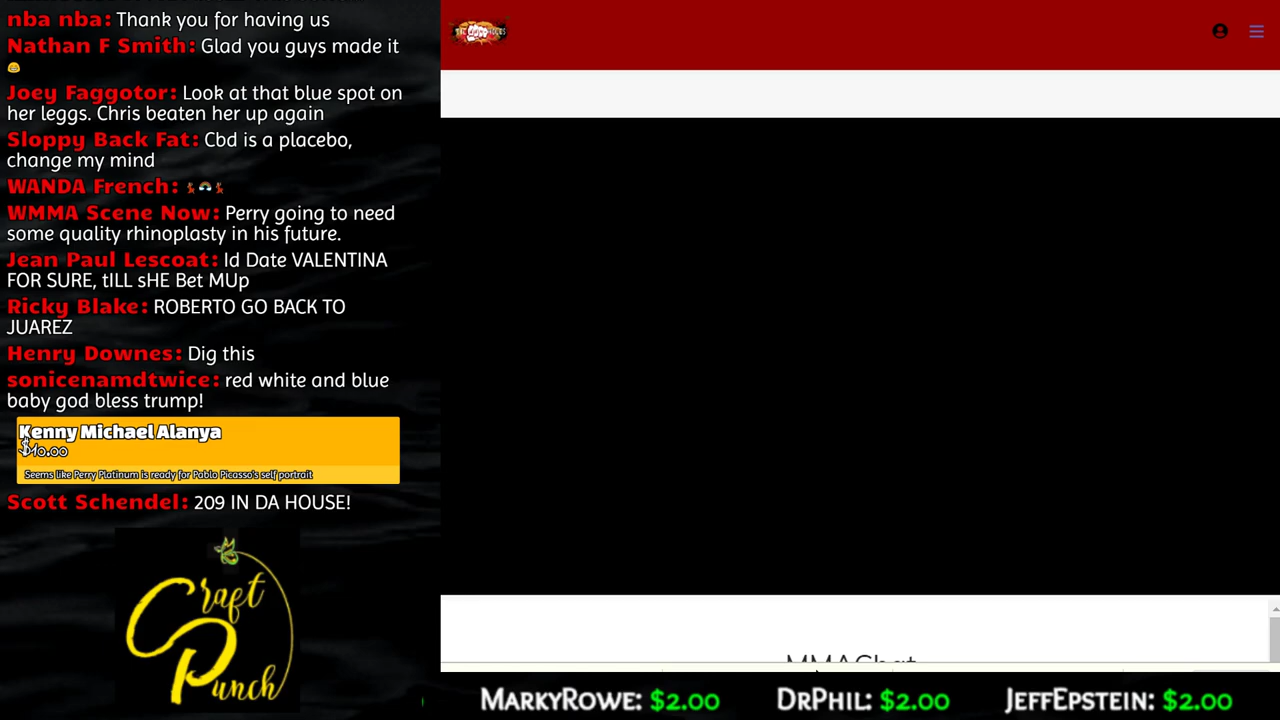 nba nba: Thank you for having us
Nathan F Smith: Glad you guys made it
Joey Faggotor: Look at that blue spot on
her leggs. Chris beaten her up again
Sloppy Back Fat: Cbd is a placebo,
change my mind
WANDA French:
WMMA Scene Now: Perry going to need
some quality rhinoplasty in his future.
Jean Paul Lescoat: Id Date VALENTINA
FOR SURE, tILL sHE Bet MUp
Ricky Blake: ROBERTO GO BACK TO
JUAREZ
Henry Downes: Dig this
sonicenamdtwice: red white and blue
baby god bless trump!
Kenny Michael Alanya
$10.00
Seems like Perry Platinum is ready for Pablo Picasso's self portrait
Scott Schendel: 209 IN DA HOUSE!
Craft
Punch
MMAChat
MarkyRowe: $2.00 DrPhil: $2.00 JeffEpstein: $2.00